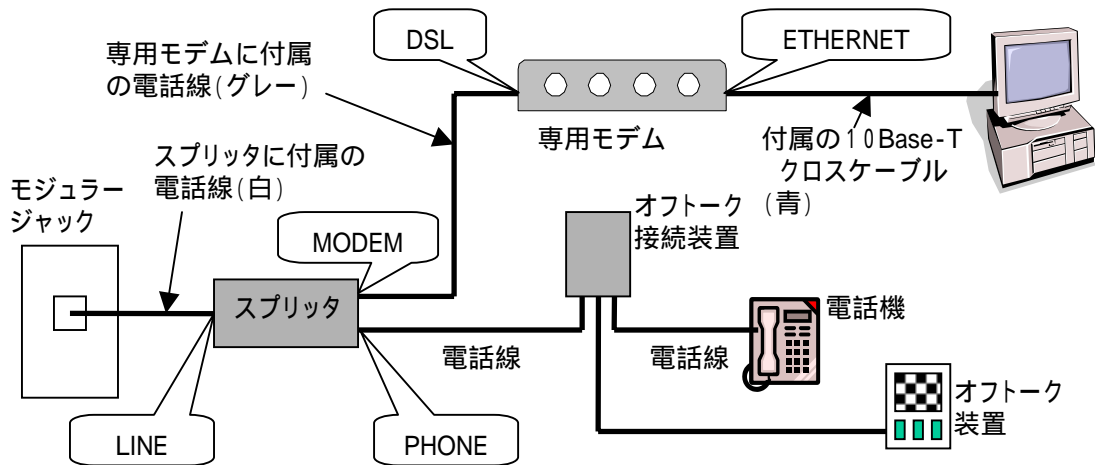 DSL
ETHERNET
専用モデムに付属
の電話線(グレー)
専用モデム
付属の10Base-T
クロスケーブル
(青)
スプリッタに付属の
電話線(白)
モジュラー
ジャック
MODEM
オフトーク
接続装置
スプリッタ
電話機
電話線
電話線
オフトーク
装置
LINE
PHONE